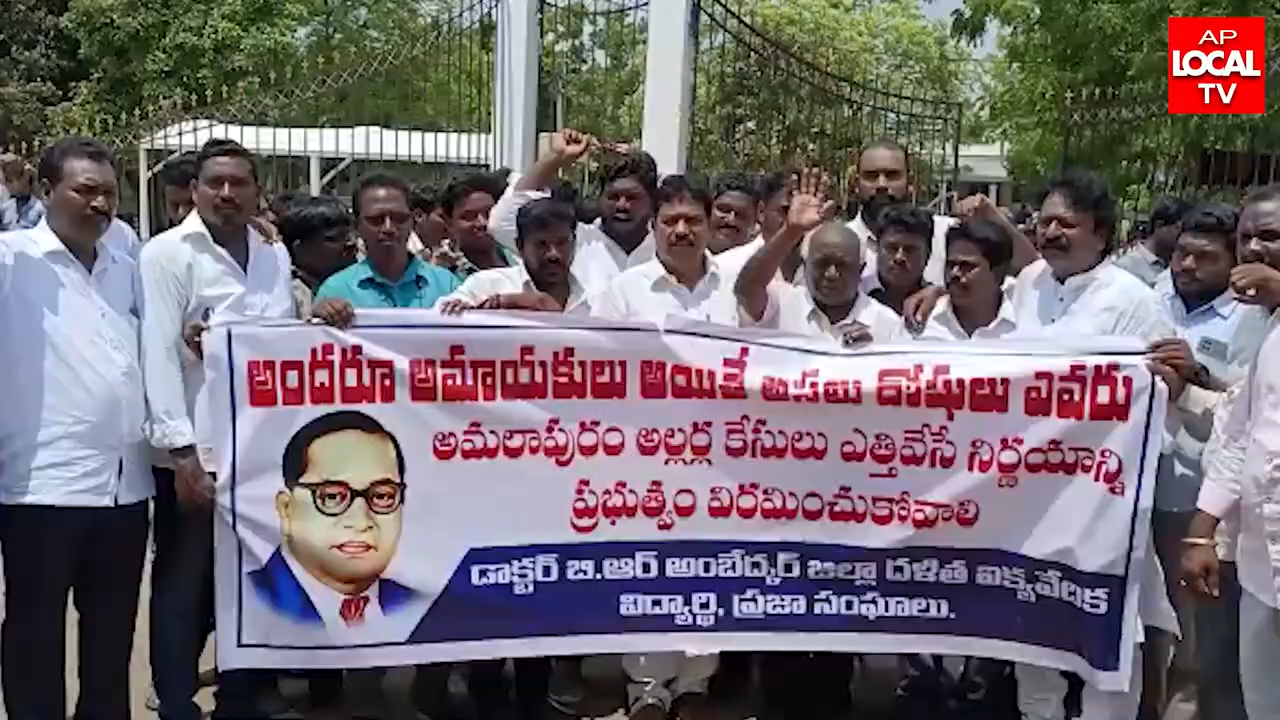 AP
LOCAL
TV
అందరూ అమాయకులు అయితే అసలు దోషులు ఎవరు
అమలాపురం అల్లర్ల కేసులు ఎత్తివేసే నిర్ణయాన్ని
ప్రభుత్వం విరమించుకోవాలి
డాక్టర్ బి.ఆర్ అంబేద్కర్ జిల్లా దళిత ఐక్యవేదిక
విద్యార్థి, ప్రజా సంఘాలు.